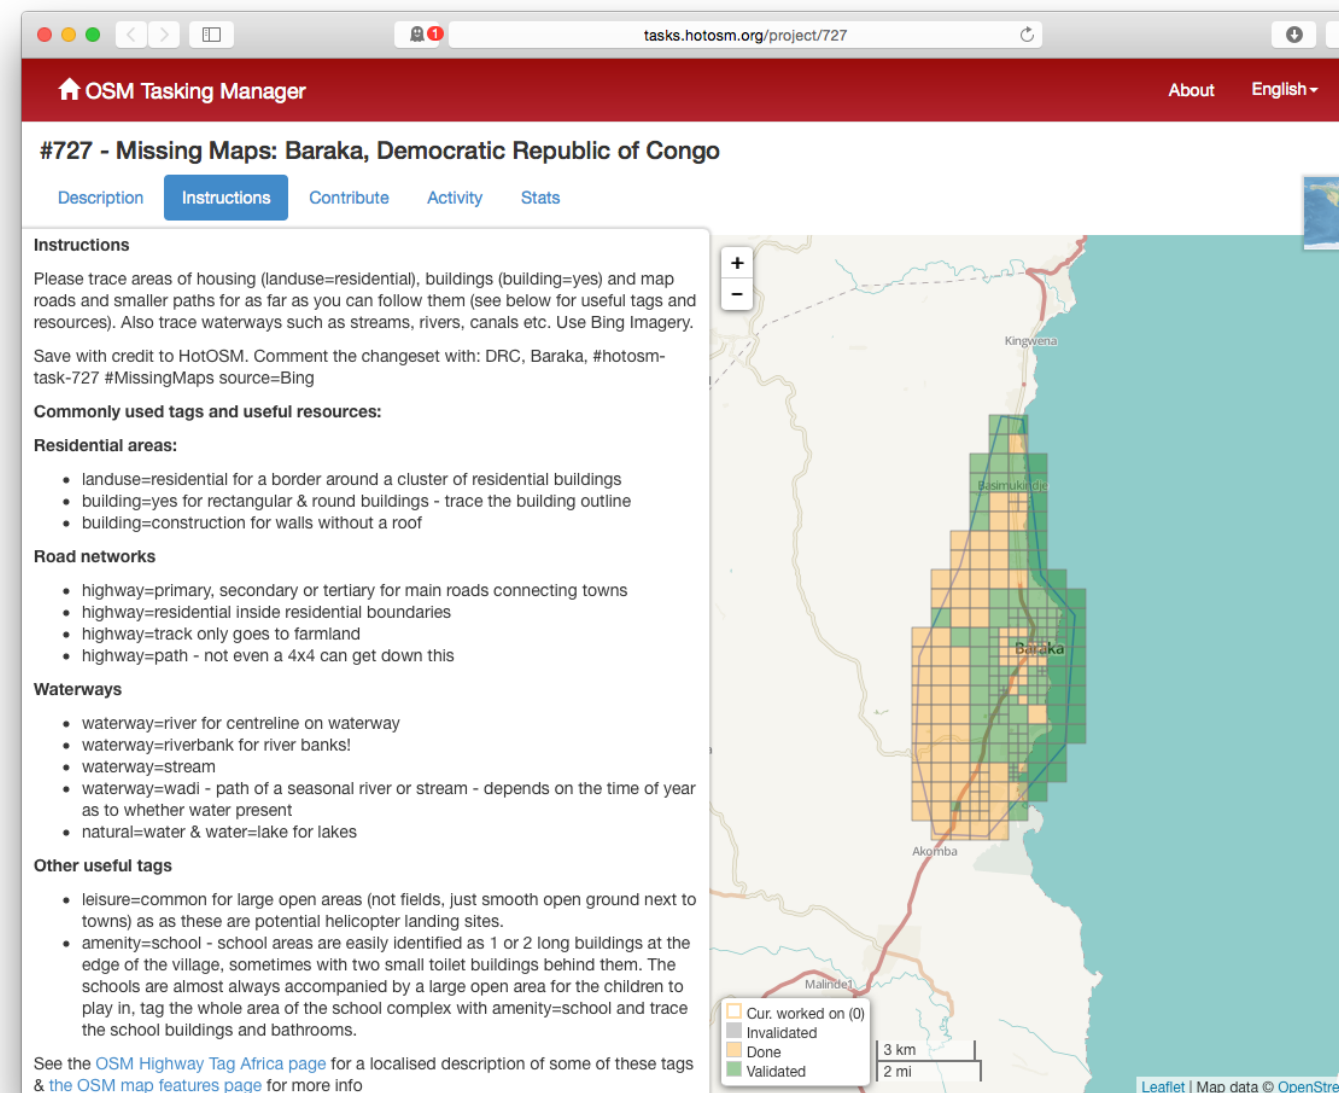 1
tasks.hotosm.org/project/727
OSM Tasking Manager
About
English
#727 - Missing Maps: Baraka, Democratic Republic of Congo
Description
Instructions
Contribute
Activity
Stats
Instructions
Please trace areas of housing (landuse=residential), buildings (building=yes) and map
roads and smaller paths for as far as you can follow them (see below for useful tags and
resources). Also trace waterways such as streams, rivers, canals etc. Use Bing Imagery.
Save with credit to HotOSM. Comment the changeset with: DRC, Baraka, #hotosm-
task-727 #MissingMaps source=Bing
Commonly used tags and useful resources:
Residential areas:
• landuse=residential for a border around a cluster of residential buildings
• building=yes for rectangular & round buildings - trace the building outline
• building=construction for walls without a roof
Road networks
• highway=primary, secondary or tertiary for main roads connecting towns
• highway=residential inside residential boundaries
• highway=track only goes to farmland
• highway=path - not even a 4x4 can get down this
Waterways
• waterway=river for centreline on waterway
• waterway=riverbank for river banks!
• waterway=stream
• waterway=wadi - path of a seasonal river or stream - depends on the time of year
as to whether water present
• natural=water & water=lake for lakes
Other useful tags
• leisure=common for large open areas (not fields, just smooth open ground next to
towns) as as these are potential helicopter landing sites.
• amenity=school - school areas are easily identified as 1 or 2 long buildings at the
edge of the village, sometimes with two small toilet buildings behind them. The
schools are almost always accompanied by a large open area for the children to
play in, tag the whole area of the school complex with amenity=school and trace
the school buildings and bathrooms.
See the OSM Highway Tag Africa page for a localised description of some of these tags
& the OSM map features page for more info
+
−
Kingwena
Basimukindje
Baraka
Akomba
Malinde1
Cur. worked on (0)
Invalidated
Done
Validated
3 km
2 mi
Leaflet | Map data © OpenStre